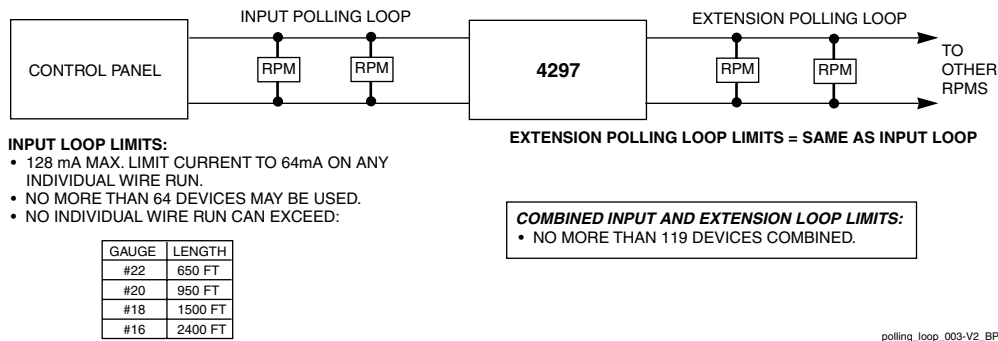 INPUT POLLING LOOP
EXTENSION POLLING LOOP
CONTROL PANEL
RPM
RPM
4297
RPM
RPM
TO
OTHER
RPMS
INPUT LOOP LIMITS:
• 128 mA MAX. LIMIT CURRENT TO 64mA ON ANY
INDIVIDUAL WIRE RUN.
• NO MORE THAN 64 DEVICES MAY BE USED.
• NO INDIVIDUAL WIRE RUN CAN EXCEED:
GAUGE LENGTH
#22 650 FT
#20 950 FT
#18 1500 FT
#16 2400 FT
EXTENSION POLLING LOOP LIMITS = SAME AS INPUT LOOP
COMBINED INPUT AND EXTENSION LOOP LIMITS:
• NO MORE THAN 119 DEVICES COMBINED.
polling_loop_003-V2_BP